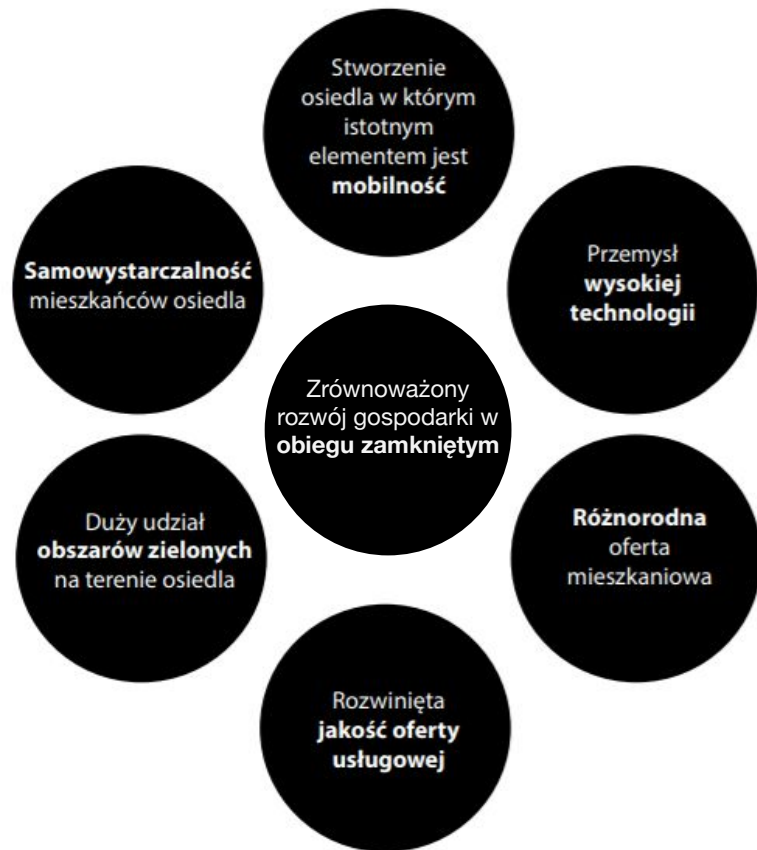 Stworzenie
osiedla w którym
istotnym
elementem jest
mobilność
Samowystarczalność
mieszkańców osiedla
Przemysł
wysokiej
technologii
Zrównoważony
rozwój gospodarki w
obiegu zamkniętym
Duży udział
obszarów zielonych
na terenie osiedla
Różnorodna
oferta
mieszkaniowa
Rozwinięta
jakość oferty
usługowej